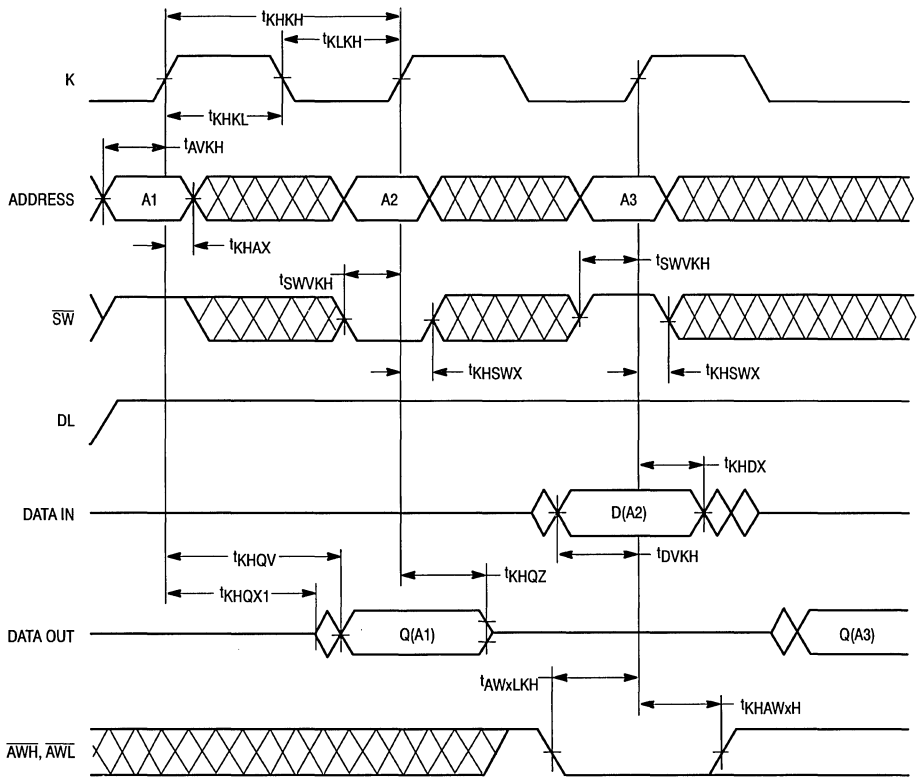 tKHKH
tKLKH
K
tKHKL
tAVKH
ADDRESS A1 A2 A3
tKHAX
tSWVKH tSWVKH
SW
tKHSWX tKHSWX
DL
tKHDX
DATA IN D(A2)
tKHQV tDVKH
tKHQZ
tKHQX1
DATA OUT Q(A1) Q(A3)
tAWxLKH
tKHAWxH
AWH, AWL